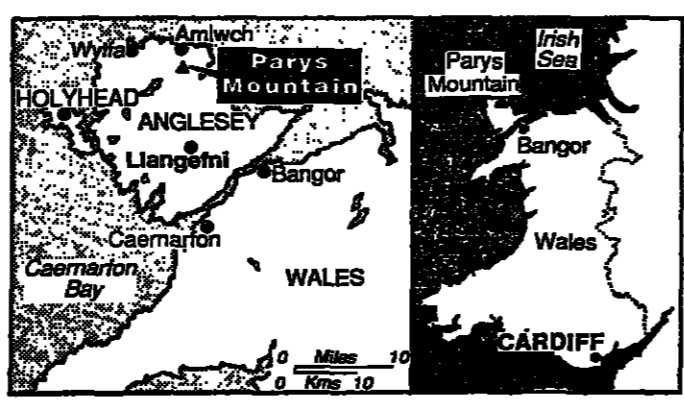 Amlwch
Wylfa
Parys
Mountain
HOLYHEAD
ANGLESEY
Llangefni
Bangor
Caernarfon
Caernarfon
Bay
WALES
0 Miles 10
0 Kms 10
Irish
Sea
Parys
Mountain
Bangor
Wales
CARDIFF